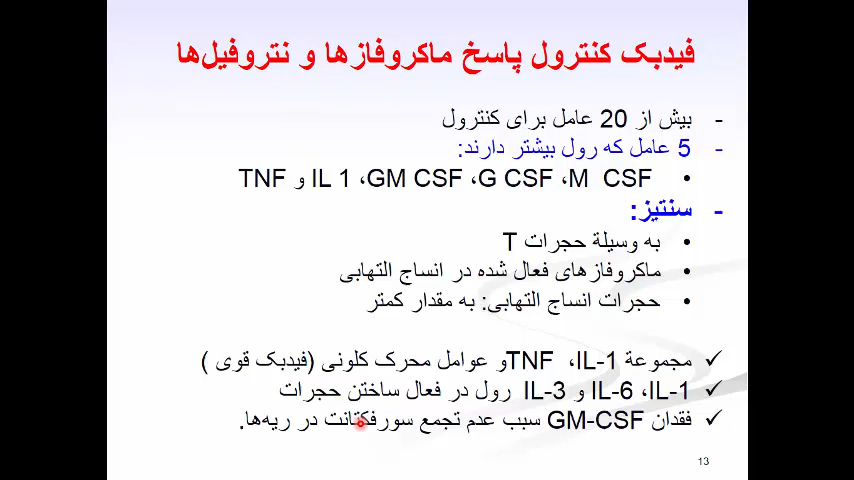 فیدبک کنترول پاسخ ماکروفاژها و نتروفیل‌ها
- بیش از 20 عامل برای کنترول
- 5 عامل که رول بیشتر دارند:
• M CSF، G CSF، GM CSF، IL 1 و TNF
- سنتیز:
• به وسیلۀ حجرات T
• ماکروفاژهای فعال شده در انساج التهابی
• حجرات انساج التهابی: به مقدار کمتر
✓ مجموعۀ IL-1، TNF و عوامل محرک کلونی (فیدبک قوی )
✓ IL-1، IL-6 و IL-3 رول در فعال ساختن حجرات
✓ فقدان GM-CSF سبب عدم تجمع سورفکتانت در ریه‌ها.
13